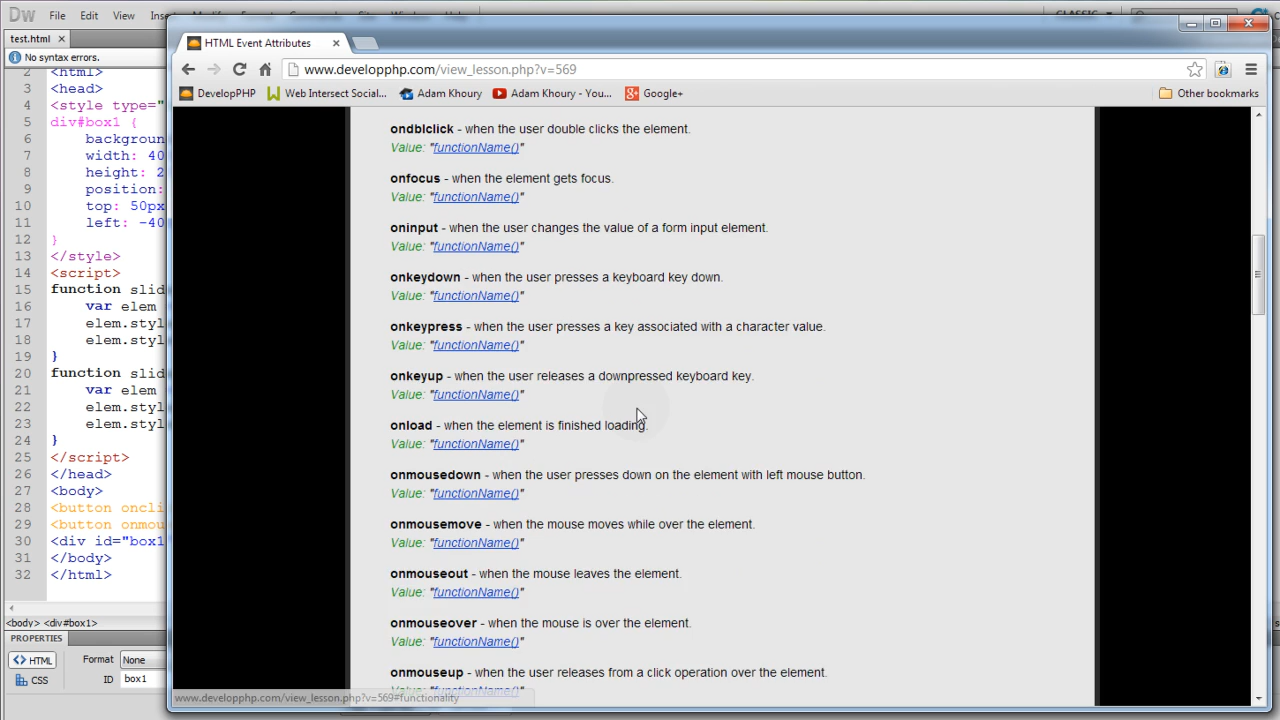 Dw File Edit View Inse
CLASSIC
test.html ×
No syntax errors.
2 <html>
3 <head>
4 <style type="
5 div#box1 {
6 backgroun
7 width: 40
8 height: 2
9 position:
10 top: 50px
11 left: -40
12 }
13 </style>
14 <script>
15 function slid
16 var elem
17 elem.styl
18 elem.styl
19 }
20 function slid
21 var elem
22 elem.styl
23 elem.styl
24 }
25 </script>
26 </head>
27 <body>
28 <button onclic
29 <button onmou
30 <div id="box1
31 </body>
32 </html>
<body> <div#box1>
PROPERTIES
<> HTML Format None
CSS ID box1
HTML Event Attributes ×
www.developphp.com/view_lesson.php?v=569
DevelopPHP Web Intersect Social... Adam Khoury Adam Khoury - You... Google+ Other bookmarks
ondblclick - when the user double clicks the element.
Value: "functionName()"
onfocus - when the element gets focus.
Value: "functionName()"
oninput - when the user changes the value of a form input element.
Value: "functionName()"
onkeydown - when the user presses a keyboard key down.
Value: "functionName()"
onkeypress - when the user presses a key associated with a character value.
Value: "functionName()"
onkeyup - when the user releases a downpressed keyboard key.
Value: "functionName()"
onload - when the element is finished loading.
Value: "functionName()"
onmousedown - when the user presses down on the element with left mouse button.
Value: "functionName()"
onmousemove - when the mouse moves while over the element.
Value: "functionName()"
onmouseout - when the mouse leaves the element.
Value: "functionName()"
onmouseover - when the mouse is over the element.
Value: "functionName()"
onmouseup - when the user releases from a click operation over the element.
Value: "functionName()"
www.developphp.com/view_lesson.php?v=569#functionality